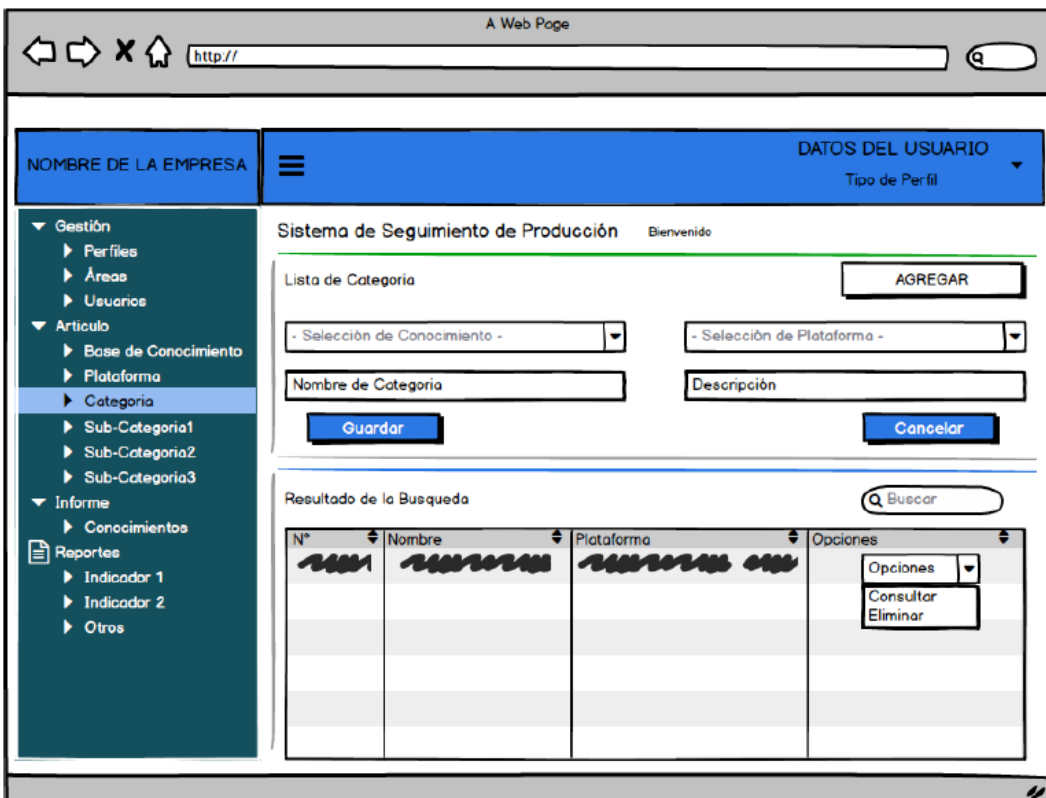 A Web Page
http://
NOMBRE DE LA EMPRESA
DATOS DEL USUARIO
Tipo de Perfil
Gestión
Perfiles
Áreas
Usuarios
Articulo
Base de Conocimiento
Plataforma
Categoria
Sub-Categoria1
Sub-Categoria2
Sub-Categoria3
Informe
Conocimientos
Reportes
Indicador 1
Indicador 2
Otros
Sistema de Seguimiento de Producción Bienvenido
Lista de Categoria AGREGAR
- Selección de Conocimiento - - Selección de Plataforma -
Nombre de Categoria Descripción
Guardar Cancelar
Resultado de la Busqueda Buscar
N° Nombre Plataforma Opciones
Opciones
Consultar
Eliminar